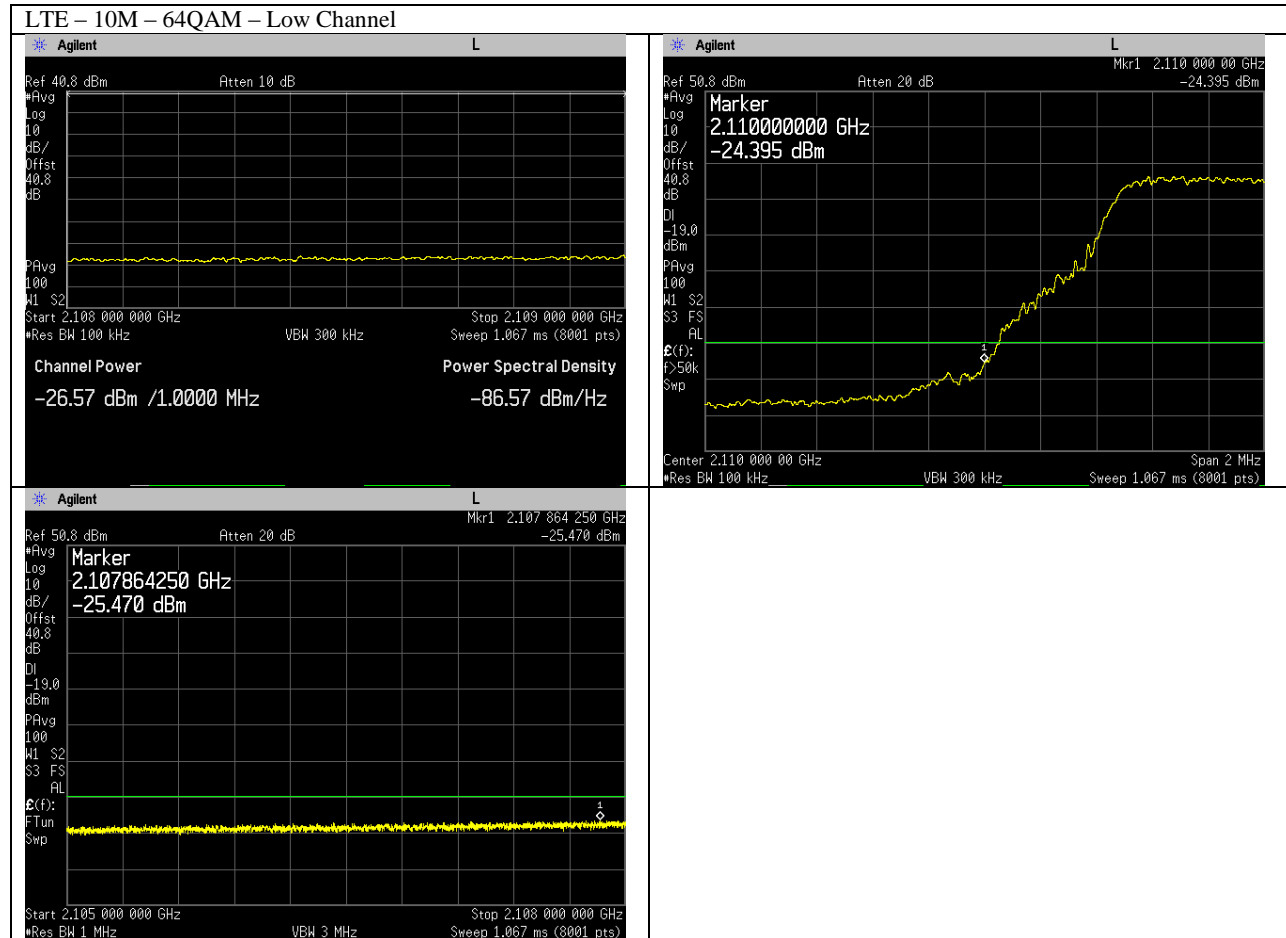 LTE – 10M – 64QAM – Low Channel
Agilent L
Ref 40.8 dBm Atten 10 dB
#Avg
Log
10
dB/
Offst
40.8
dB
PAvg
100
W1 S2
Start 2.108 000 000 GHz Stop 2.109 000 000 GHz
#Res BW 100 kHz VBW 300 kHz Sweep 1.067 ms (8001 pts)
Channel Power Power Spectral Density
-26.57 dBm /1.0000 MHz -86.57 dBm/Hz
Agilent L
Mkr1 2.110 000 00 GHz
Ref 50.8 dBm Atten 20 dB -24.395 dBm
#Avg
Log
10
dB/
Offst
40.8
dB
DI
-19.0
dBm
PAvg
100
W1 S2
S3 FS
AL
£(f):
f>50k
Swp
Marker
2.110000000 GHz
-24.395 dBm
1
Center 2.110 000 00 GHz Span 2 MHz
#Res BW 100 kHz VBW 300 kHz Sweep 1.067 ms (8001 pts)
Agilent L
Mkr1 2.107 864 250 GHz
Ref 50.8 dBm Atten 20 dB -25.470 dBm
#Avg
Log
10
dB/
Offst
40.8
dB
DI
-19.0
dBm
PAvg
100
W1 S2
S3 FS
AL
£(f):
FTun
Swp
Marker
2.107864250 GHz
-25.470 dBm
1
Start 2.105 000 000 GHz Stop 2.108 000 000 GHz
#Res BW 1 MHz VBW 3 MHz Sweep 1.067 ms (8001 pts)